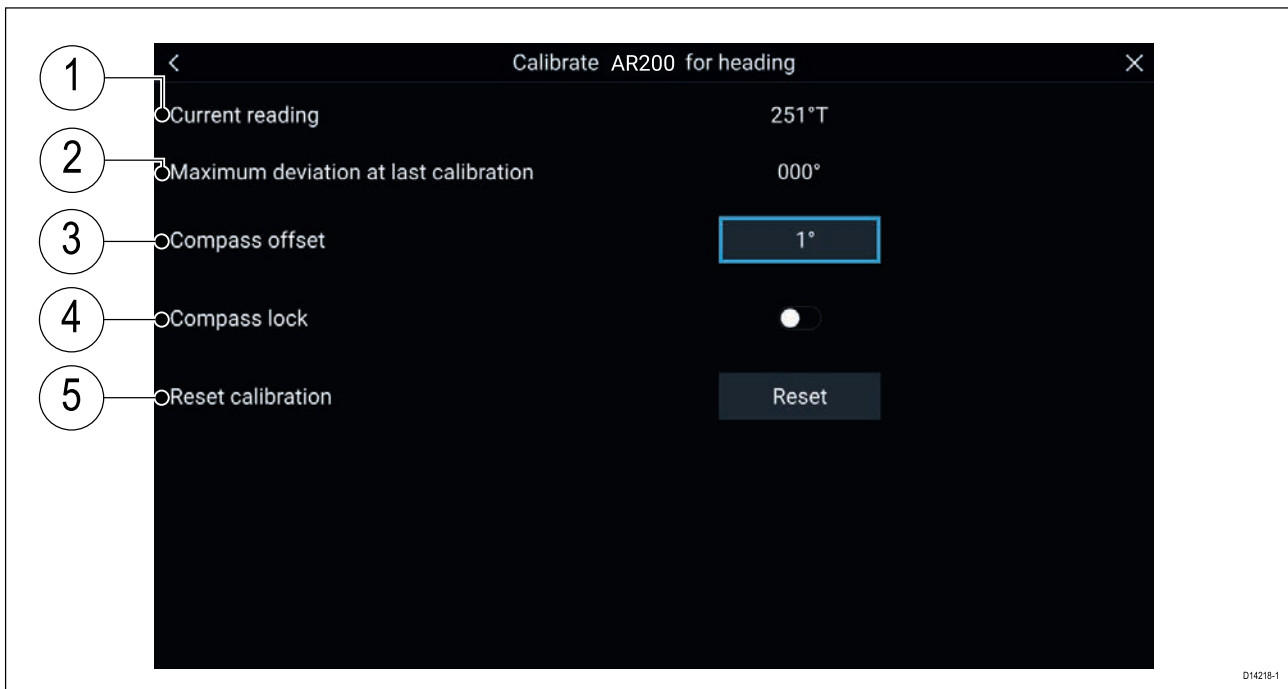 Calibrate AR200 for heading
1 Current reading 251°T
2 Maximum deviation at last calibration 000°
3 Compass offset 1°
4 Compass lock
5 Reset calibration Reset
D14218-1